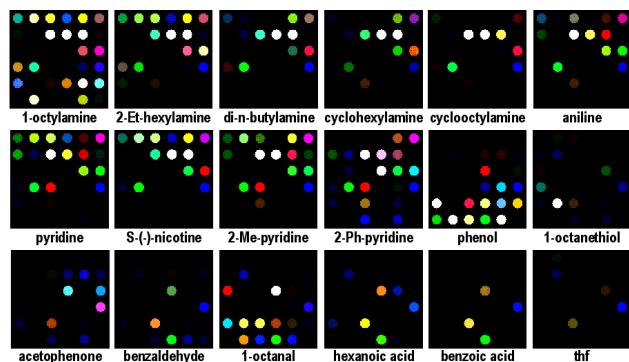 1-octylamine 2-Et-hexylamine di-n-butylamine cyclohexylamine cyclooctylamine aniline
pyridine S-(-)-nicotine 2-Me-pyridine 2-Ph-pyridine phenol 1-octanethiol
acetophenone benzaldehyde 1-octanal hexanoic acid benzoic acid thf